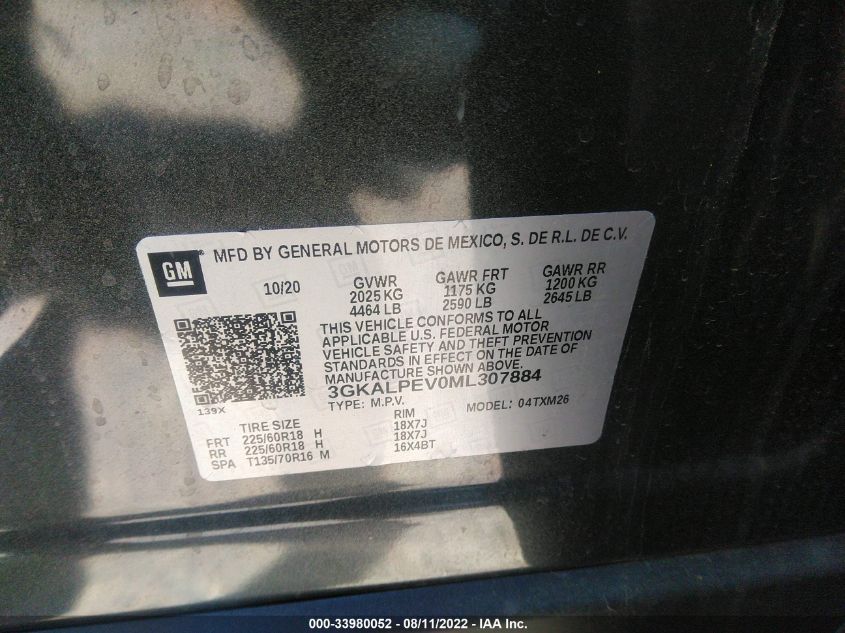 GM
MFD BY GENERAL MOTORS DE MEXICO, S. DE R.L. DE C.V.
10/20 GVWR GAWR FRT GAWR RR
2025 KG 1175 KG 1200 KG
4464 LB 2590 LB 2645 LB
THIS VEHICLE CONFORMS TO ALL
APPLICABLE U.S. FEDERAL MOTOR
VEHICLE SAFETY AND THEFT PREVENTION
STANDARDS IN EFFECT ON THE DATE OF
MANUFACTURE SHOWN ABOVE.
3GKALPEV0ML307884
139X
TYPE: M.P.V. MODEL: 04TXM26
TIRE SIZE RIM
FRT 225/60R18 H 18X7J
RR 225/60R18 H 18X7J
SPA T135/70R16 M 16X4BT
000-33980052 - 08/11/2022 - IAA Inc.